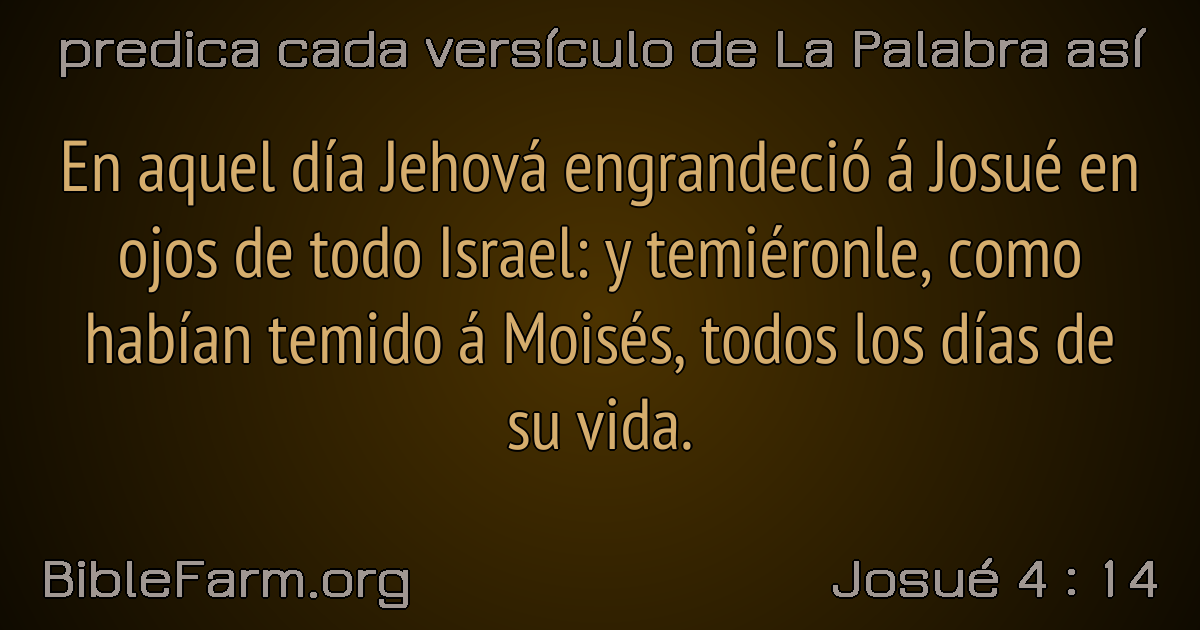 predica cada versículo de La Palabra así
En aquel día Jehová engrandeció á Josué en
ojos de todo Israel: y temiéronle, como
habían temido á Moisés, todos los días de
su vida.
BibleFarm.org
Josué 4 : 14